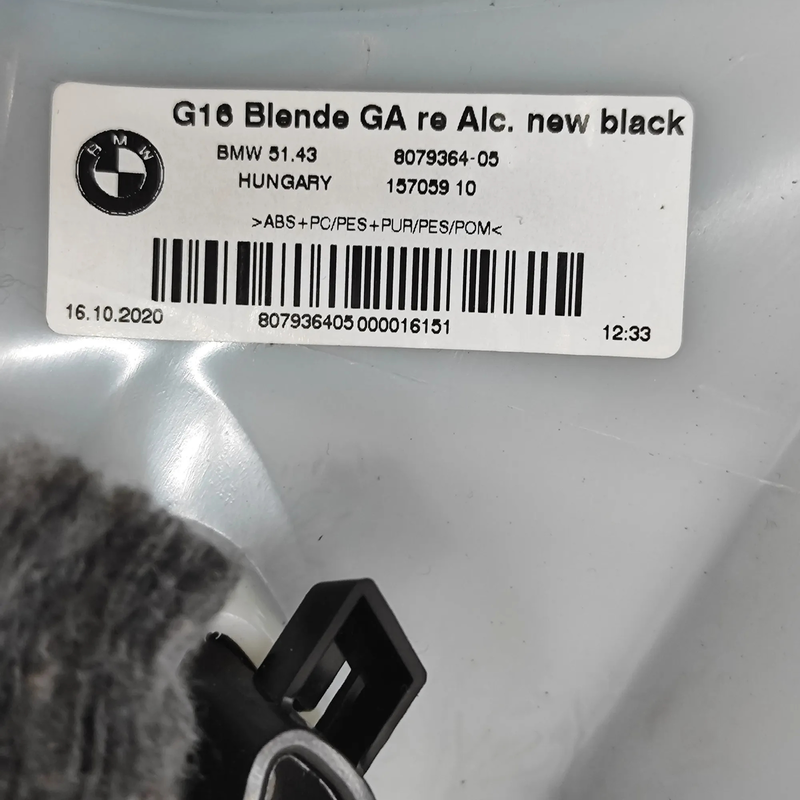 G16 Blende GA re Alc. new black
BMW
BMW 51.43 8079364-05
HUNGARY 157059 10
>ABS+PC/PES+PUR/PES/POM<
16.10.2020 807936405 000016151 12:33